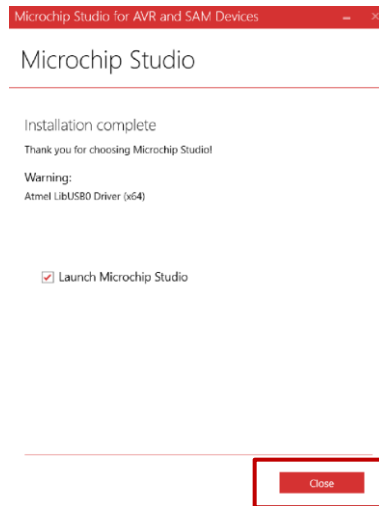 Microchip Studio for AVR and SAM Devices
Microchip Studio
Installation complete
Thank you for choosing Microchip Studio!
Warning:
Atmel LibUSB0 Driver (x64)
Launch Microchip Studio
Close